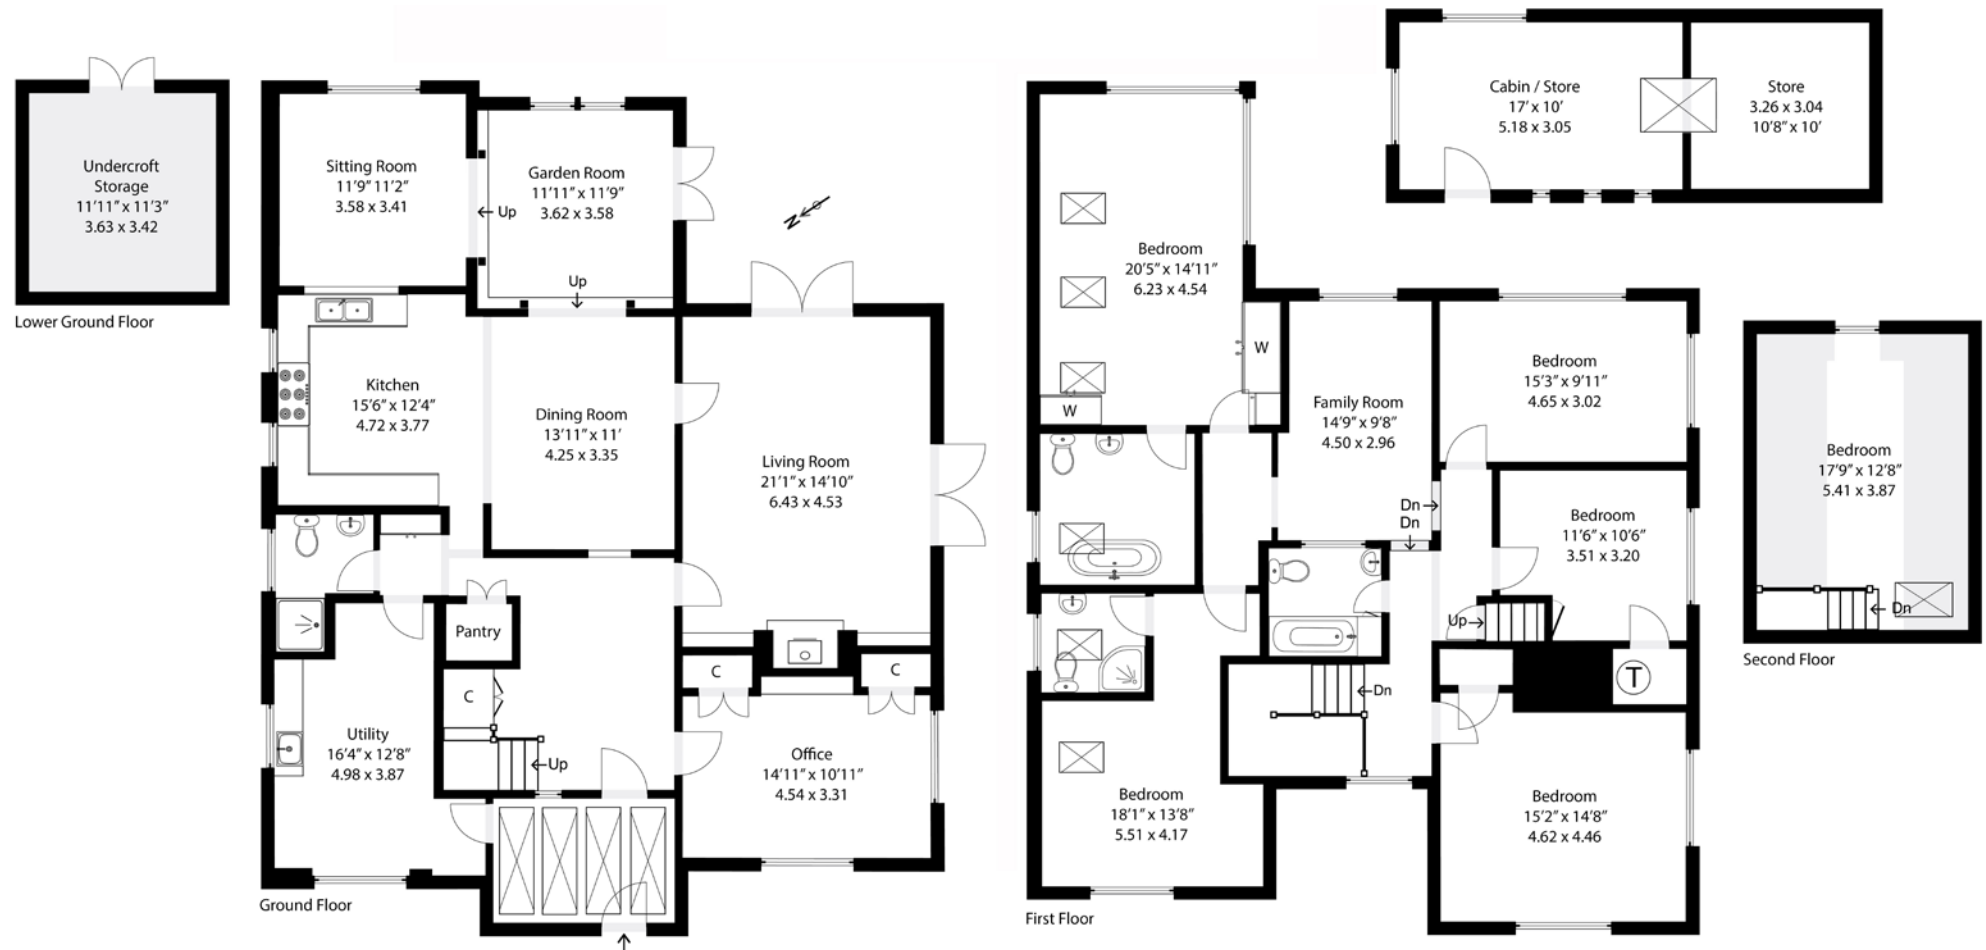 Undercroft
Storage
11'11" x 11'3"
3.63 x 3.42
Lower Ground Floor
Sitting Room
11'9" 11'2"
3.58 x 3.41
Garden Room
11'11" x 11'9"
3.62 x 3.58
Up
Up
N
Kitchen
15'6" x 12'4"
4.72 x 3.77
Dining Room
13'11" x 11'
4.25 x 3.35
Living Room
21'1" x 14'10"
6.43 x 4.53
Pantry
C
C
C
Utility
16'4" x 12'8"
4.98 x 3.87
Up
Office
14'11" x 10'11"
4.54 x 3.31
Ground Floor
Bedroom
20'5" x 14'11"
6.23 x 4.54
W
W
Family Room
14'9" x 9'8"
4.50 x 2.96
Dn
Dn
Bedroom
15'3" x 9'11"
4.65 x 3.02
Bedroom
11'6" x 10'6"
3.51 x 3.20
Up
T
Dn
Bedroom
18'1" x 13'8"
5.51 x 4.17
Bedroom
15'2" x 14'8"
4.62 x 4.46
First Floor
Cabin / Store
17' x 10'
5.18 x 3.05
Store
3.26 x 3.04
10'8" x 10'
Bedroom
17'9" x 12'8"
5.41 x 3.87
Dn
Second Floor